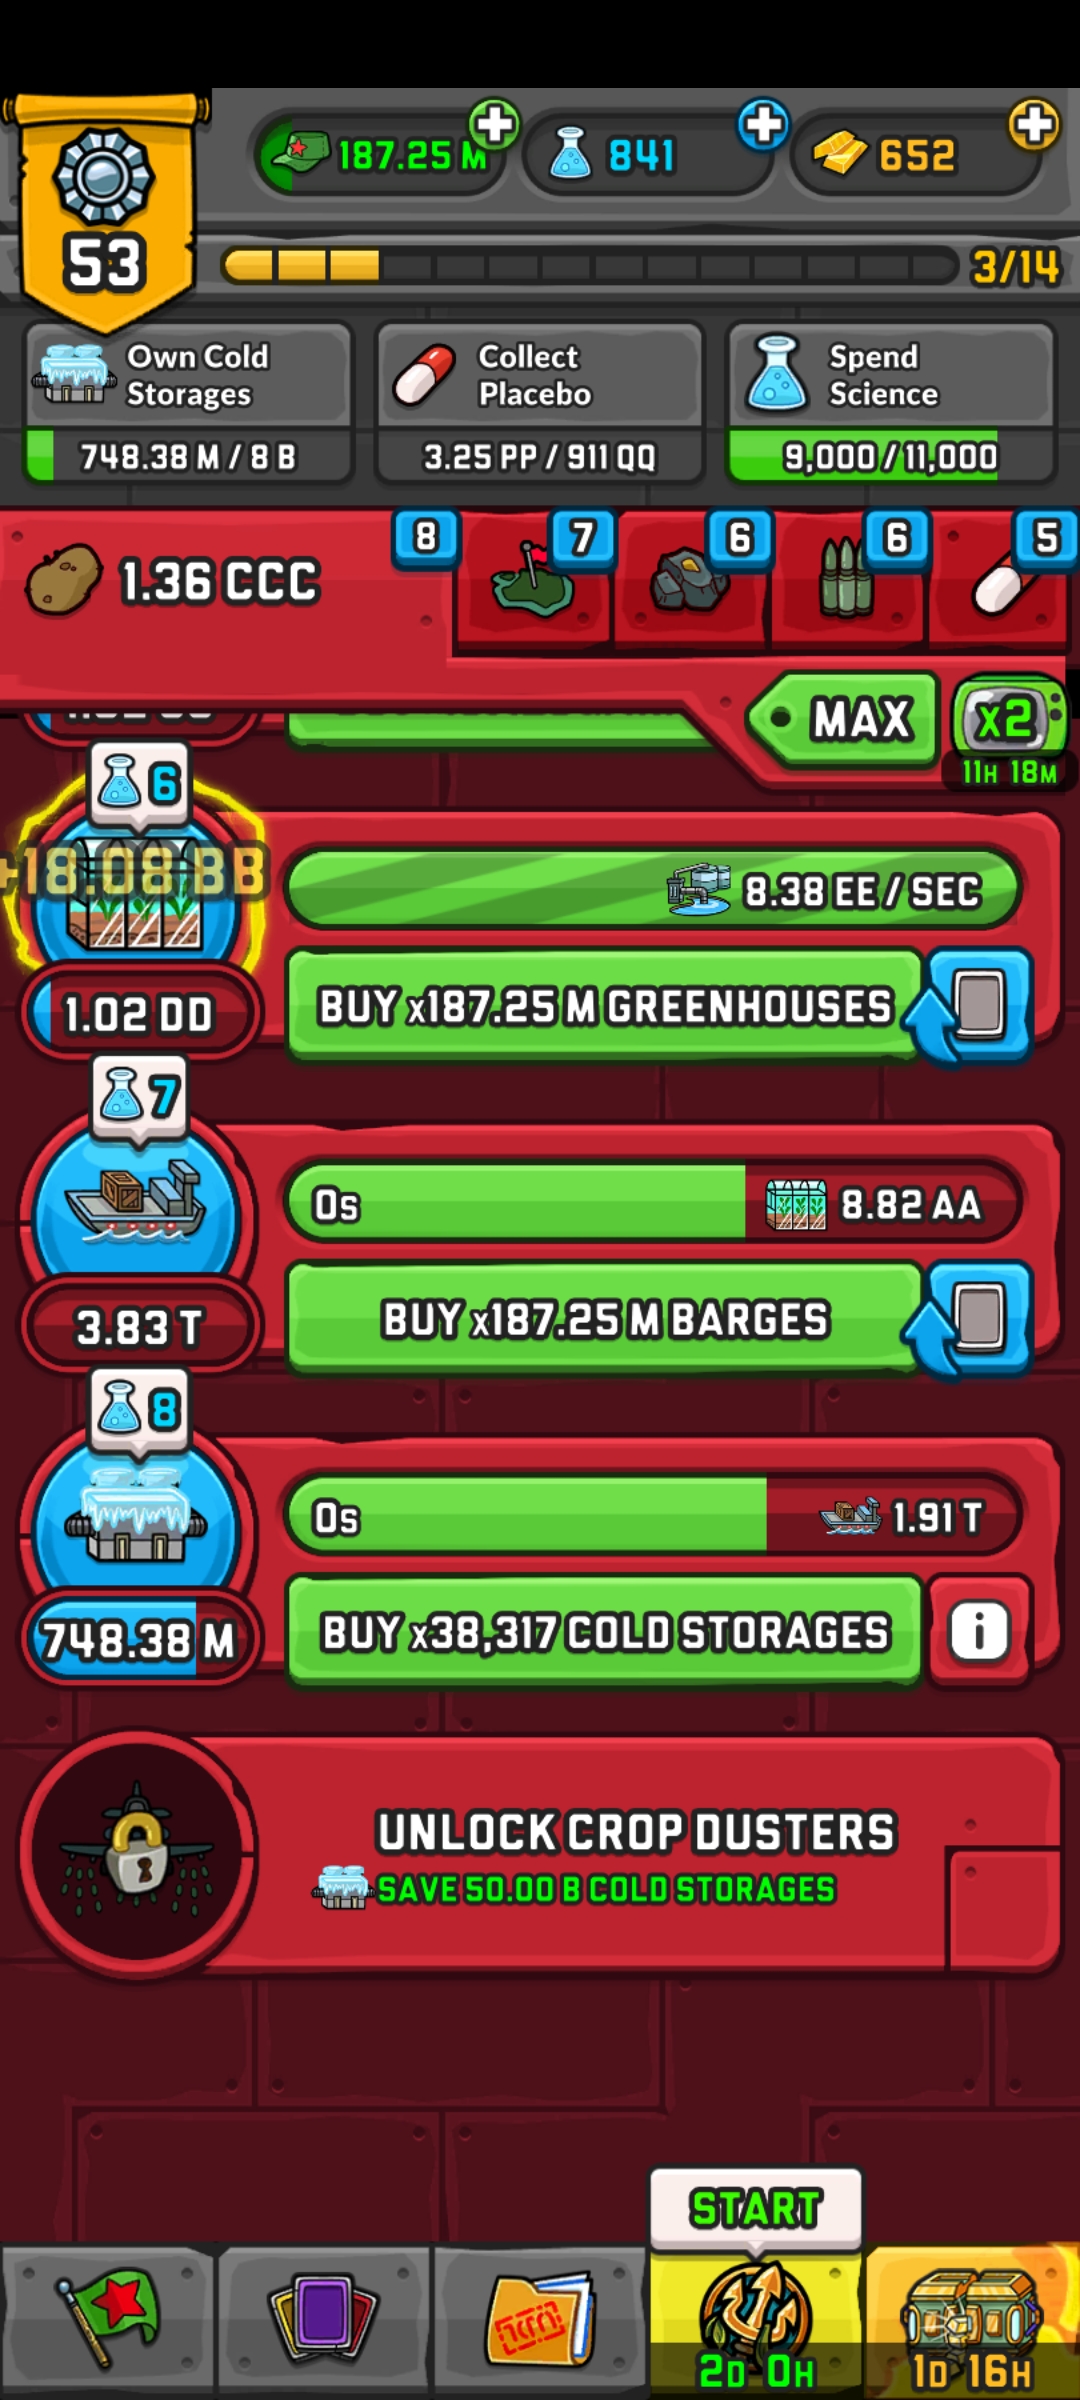 187.25 M
841
652
53
3/14
Own Cold
Storages
748.38 M / 8 B
Collect
Placebo
3.25 PP / 911 QQ
Spend
Science
9,000 / 11,000
1.36 CCC
8
7
6
6
5
MAX
x2
11H 18M
6
+18.08 BB
8.38 EE / SEC
1.02 DD
BUY x187.25 M GREENHOUSES
7
0s
8.82 AA
3.83 T
BUY x187.25 M BARGES
8
0s
1.91 T
748.38 M
BUY x38,317 COLD STORAGES
i
UNLOCK CROP DUSTERS
SAVE 50.00 B COLD STORAGES
START
2D 0H
1D 16H